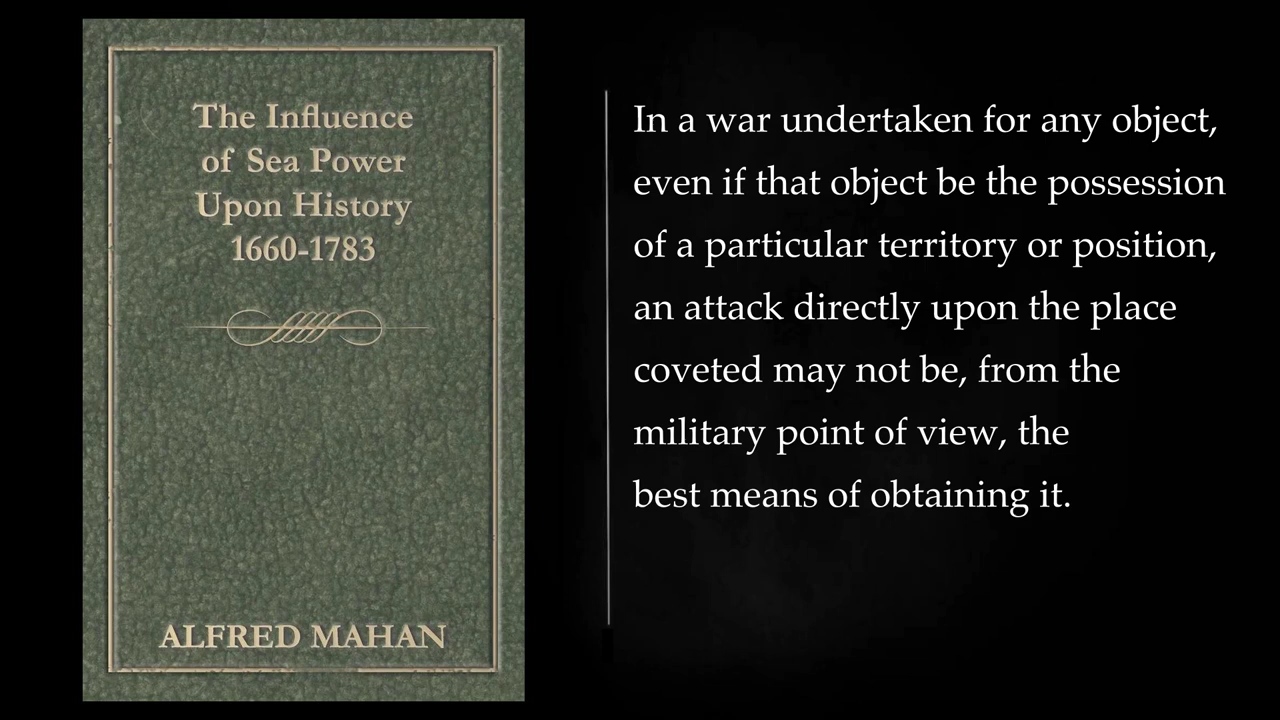 The Influence
of Sea Power
Upon History
1660-1783
ALFRED MAHAN
In a war undertaken for any object,
even if that object be the possession
of a particular territory or position,
an attack directly upon the place
coveted may not be, from the
military point of view, the
best means of obtaining it.